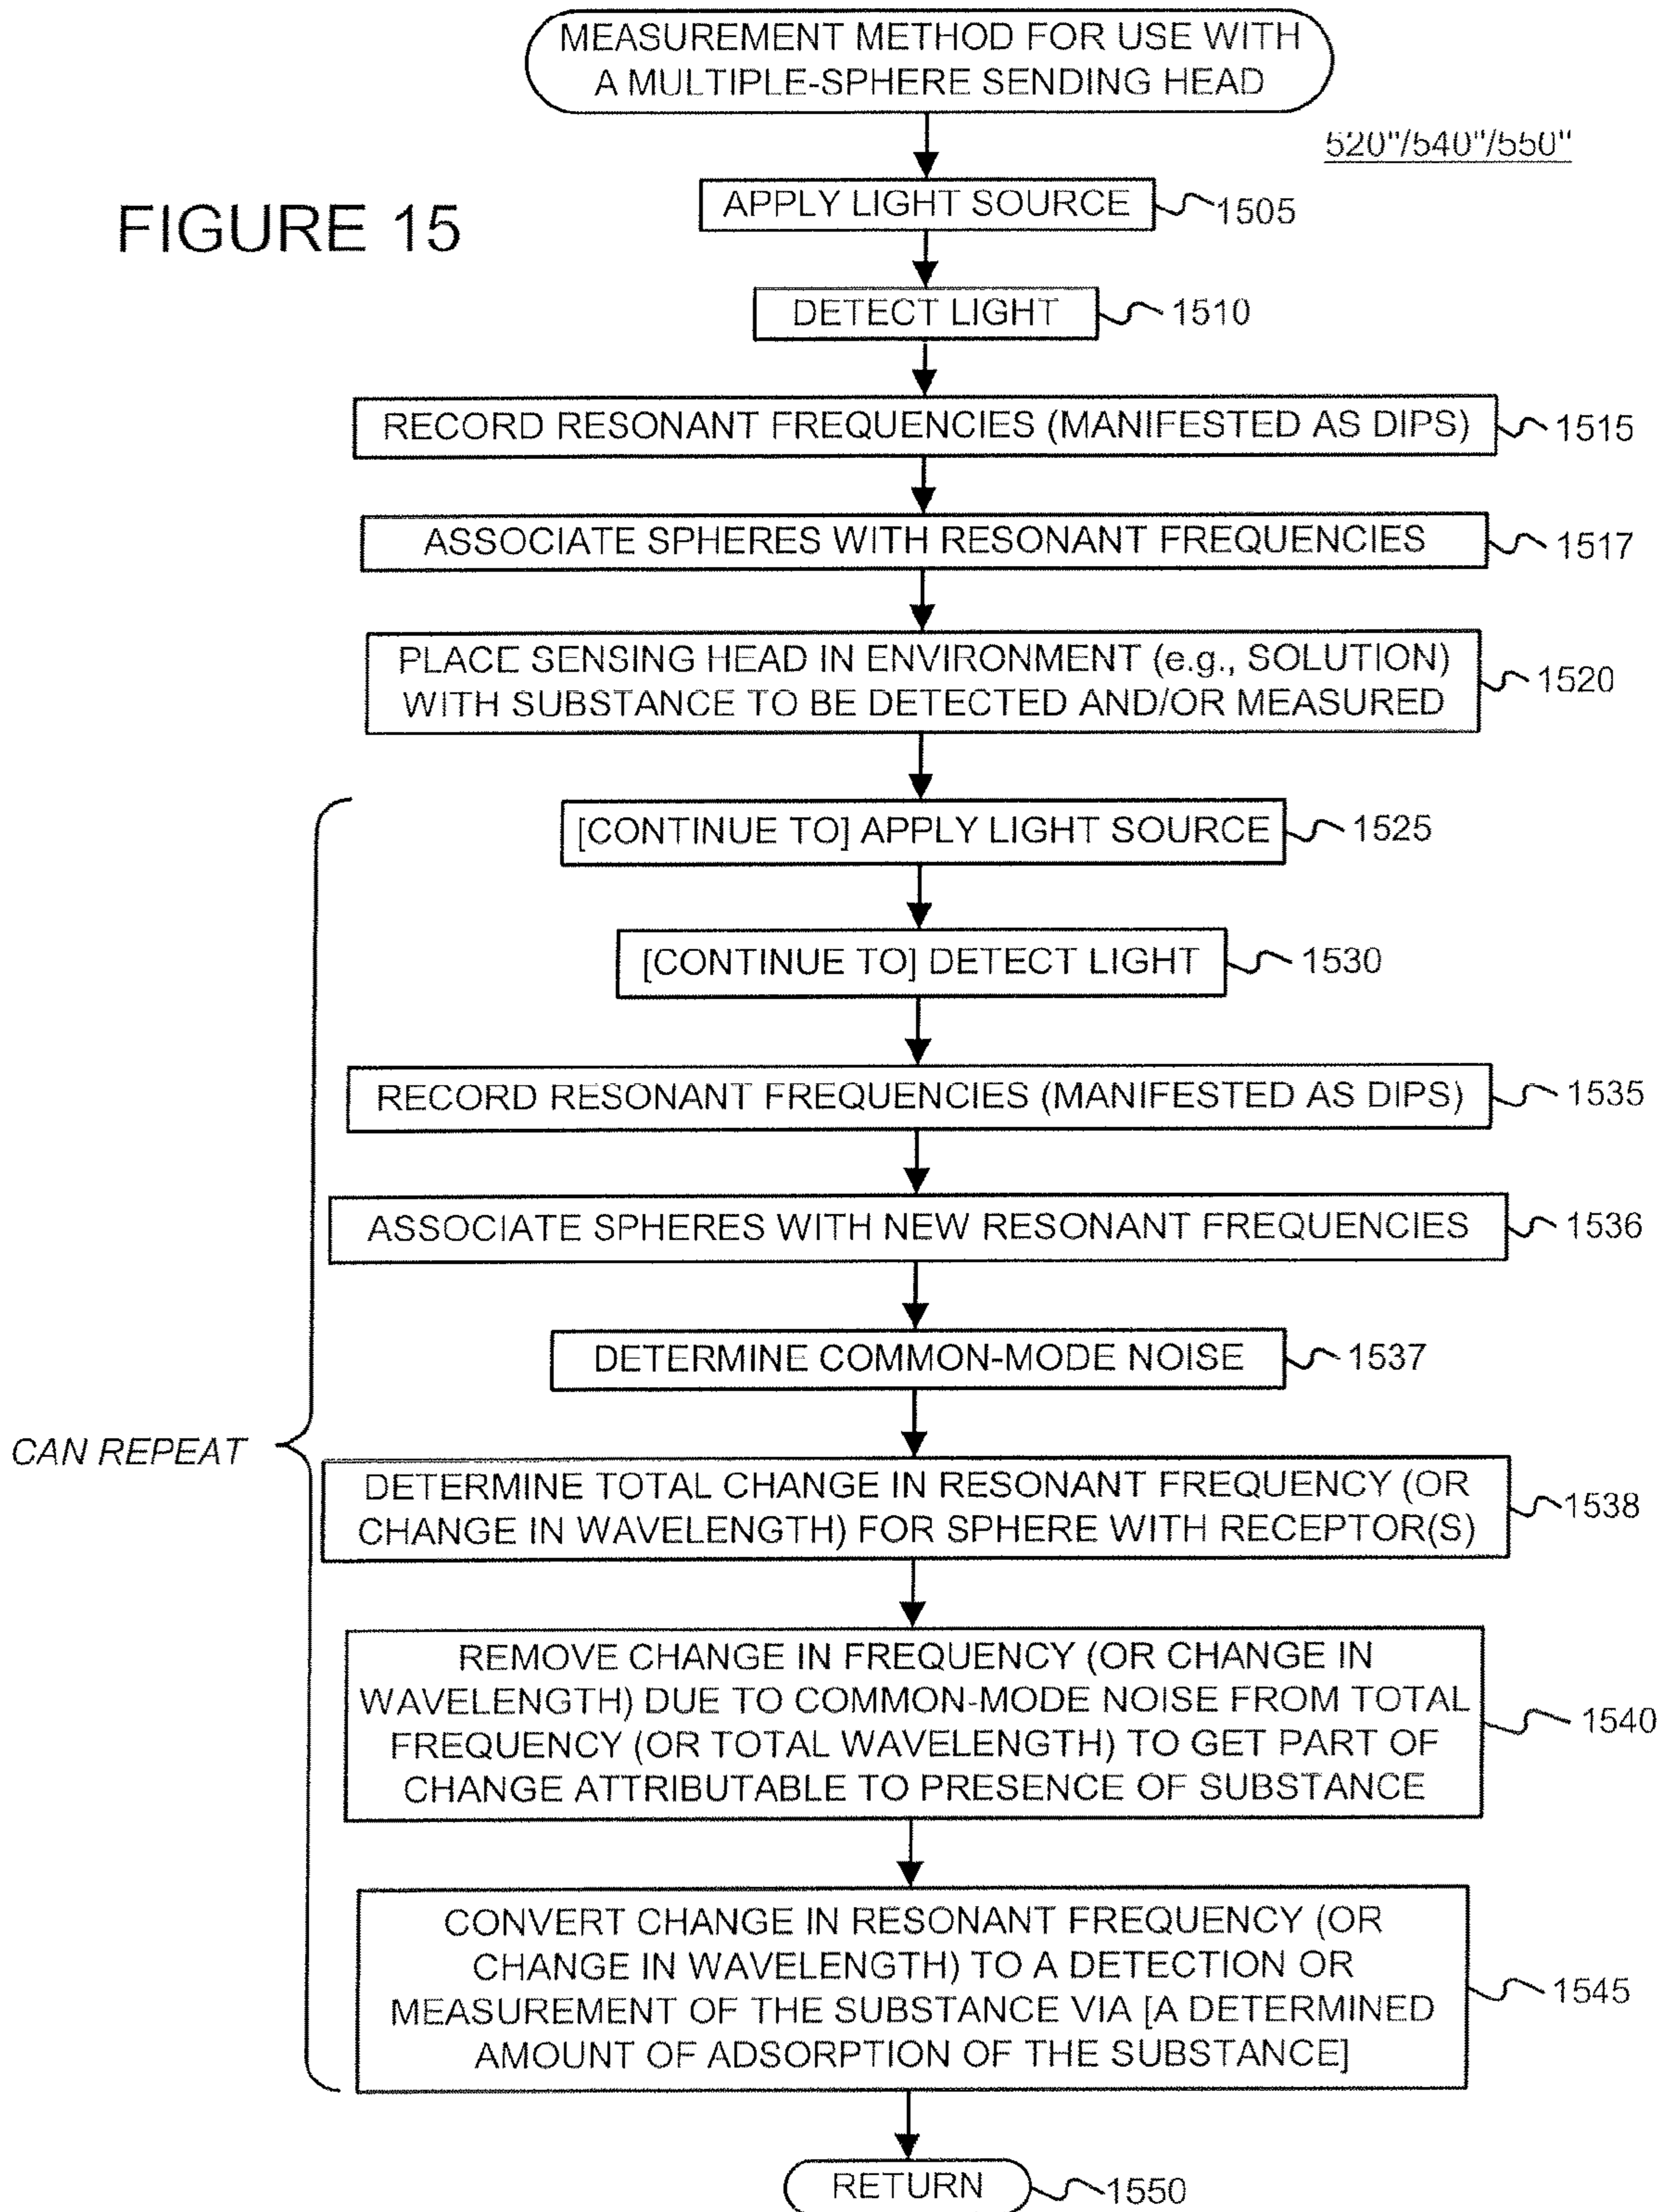 MEASUREMENT METHOD FOR USE WITH
A MULTIPLE-SPHERE SENDING HEAD
520"/540"/550"
FIGURE 15
APPLY LIGHT SOURCE
1505
DETECT LIGHT
1510
RECORD RESONANT FREQUENCIES (MANIFESTED AS DIPS)
1515
ASSOCIATE SPHERES WITH RESONANT FREQUENCIES
1517
PLACE SENSING HEAD IN ENVIRONMENT (e.g., SOLUTION)
WITH SUBSTANCE TO BE DETECTED AND/OR MEASURED
1520
[CONTINUE TO] APPLY LIGHT SOURCE
1525
[CONTINUE TO] DETECT LIGHT
1530
RECORD RESONANT FREQUENCIES (MANIFESTED AS DIPS)
1535
ASSOCIATE SPHERES WITH NEW RESONANT FREQUENCIES
1536
DETERMINE COMMON-MODE NOISE
1537
CAN REPEAT
DETERMINE TOTAL CHANGE IN RESONANT FREQUENCY (OR
CHANGE IN WAVELENGTH) FOR SPHERE WITH RECEPTOR(S)
1538
REMOVE CHANGE IN FREQUENCY (OR CHANGE IN
WAVELENGTH) DUE TO COMMON-MODE NOISE FROM TOTAL
FREQUENCY (OR TOTAL WAVELENGTH) TO GET PART OF
CHANGE ATTRIBUTABLE TO PRESENCE OF SUBSTANCE
1540
CONVERT CHANGE IN RESONANT FREQUENCY (OR
CHANGE IN WAVELENGTH) TO A DETECTION OR
MEASUREMENT OF THE SUBSTANCE VIA [A DETERMINED
AMOUNT OF ADSORPTION OF THE SUBSTANCE]
1545
RETURN
1550